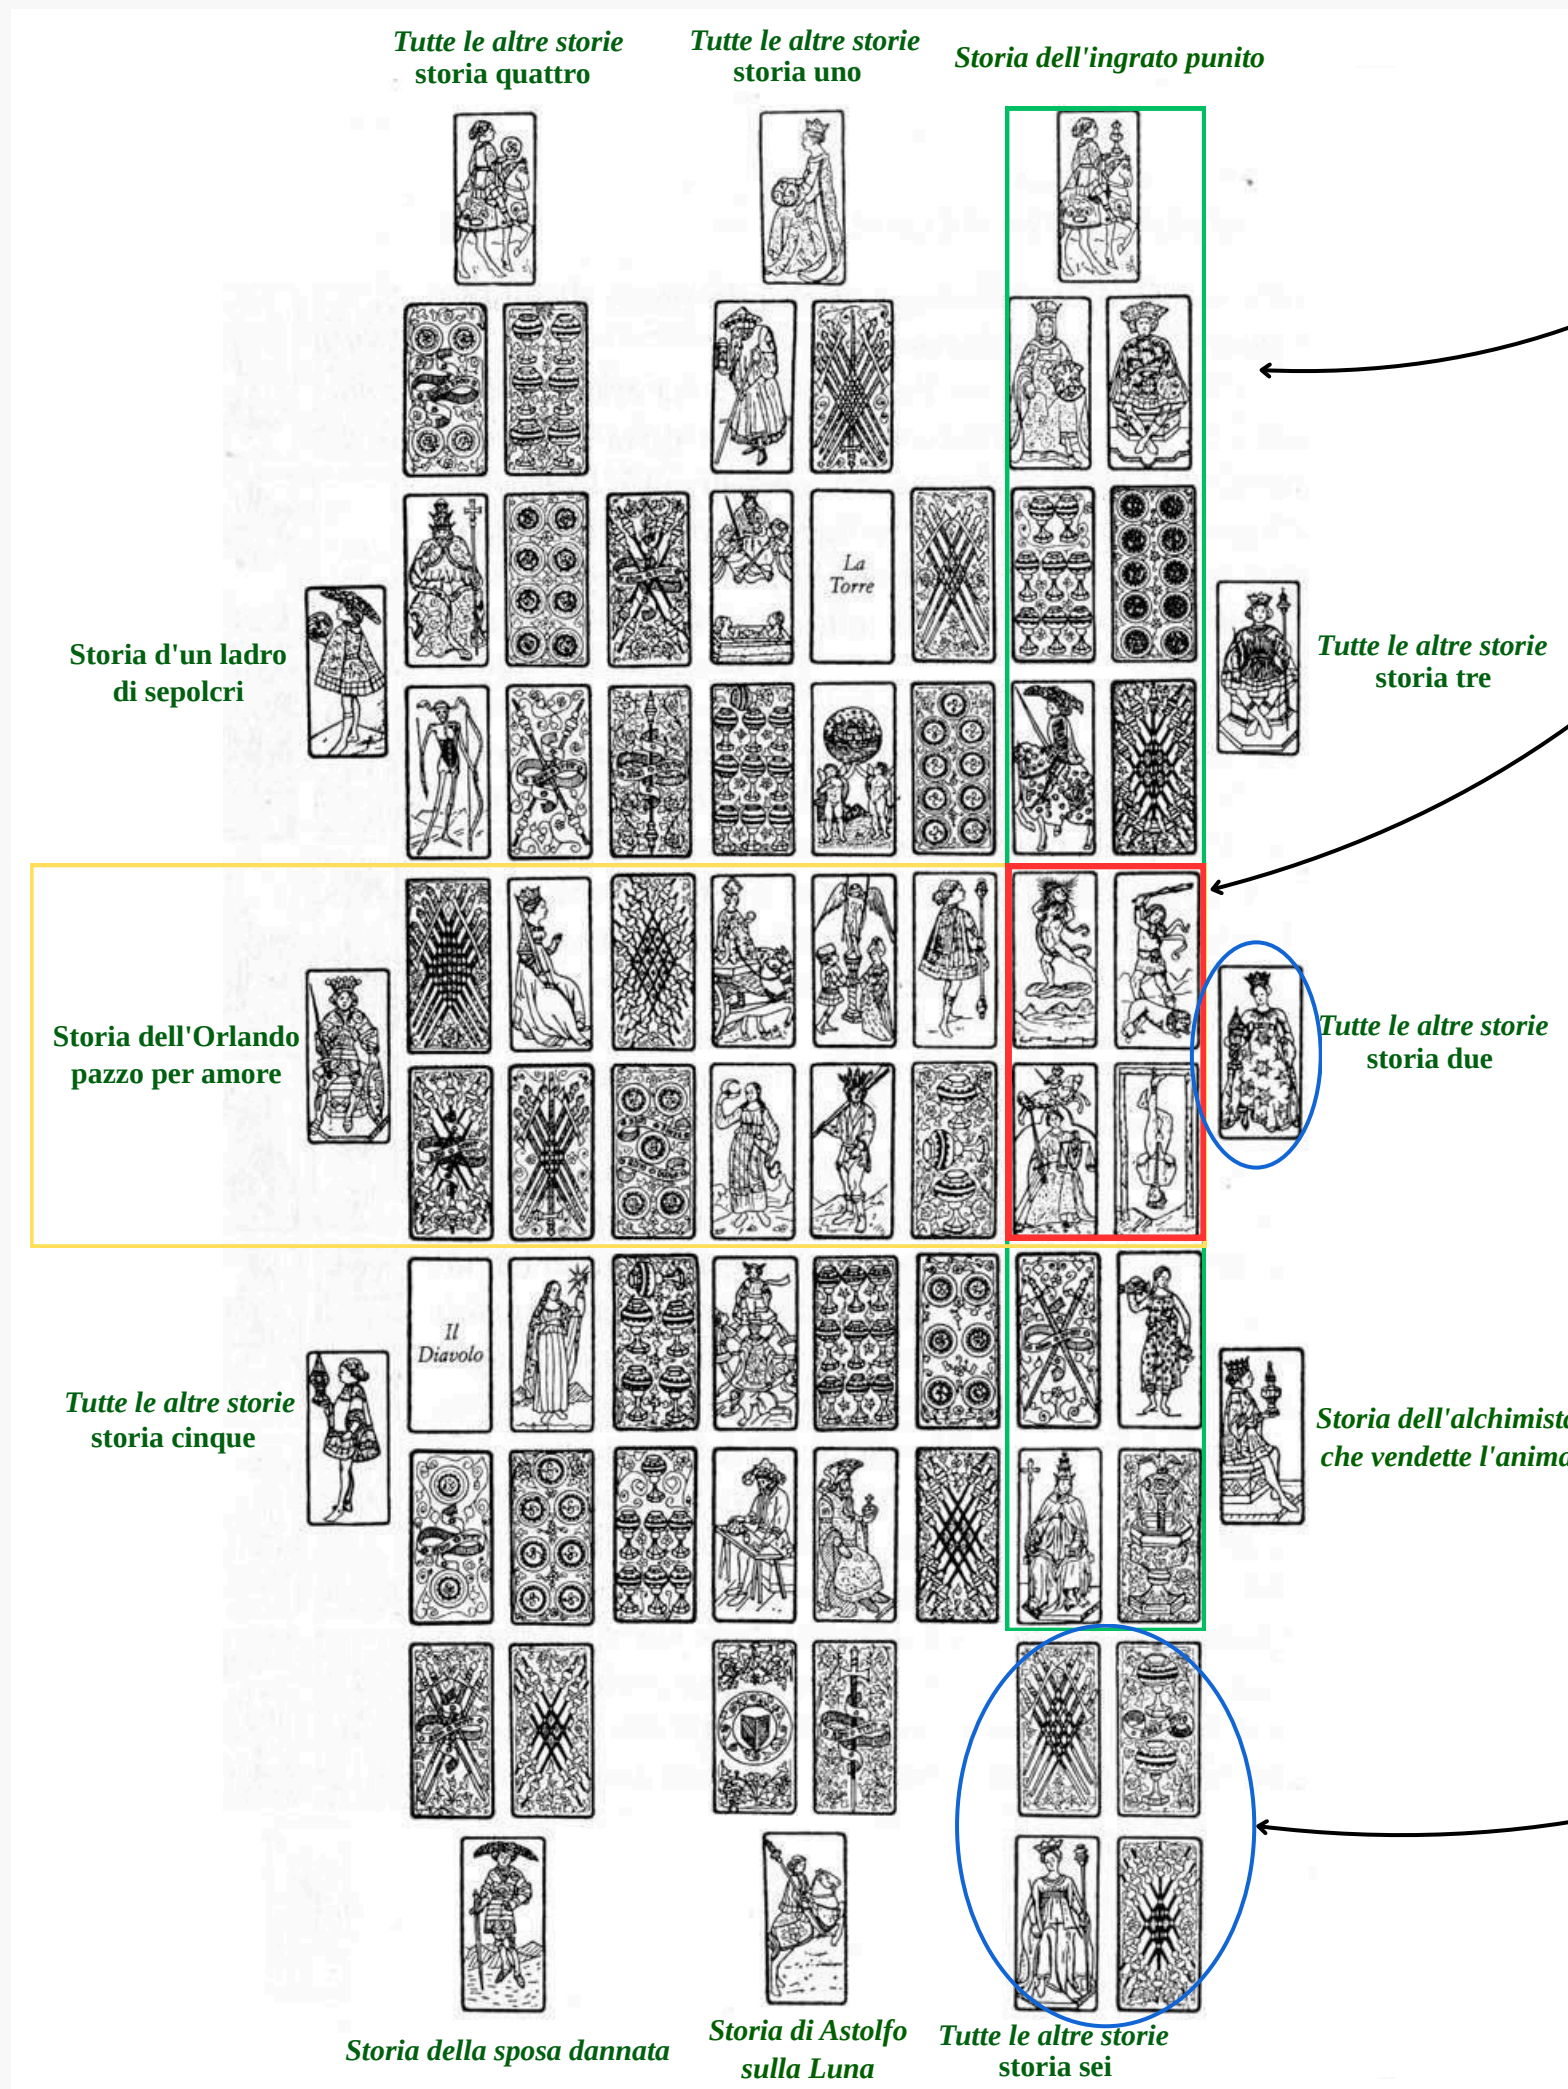 Tutte le altre storie
storia quattro
Tutte le altre storie
storia uno
Storia dell'ingrato punito
La
Torre
Storia d'un ladro
di sepolcri
Tutte le altre storie
storia tre
Storia dell'Orlando
pazzo per amore
Tutte le altre storie
storia due
Il
Diavolo
Tutte le altre storie
storia cinque
Storia dell'alchimista
che vendette l'anima
Storia della sposa dannata
Storia di Astolfo
sulla Luna
Tutte le altre storie
storia sei